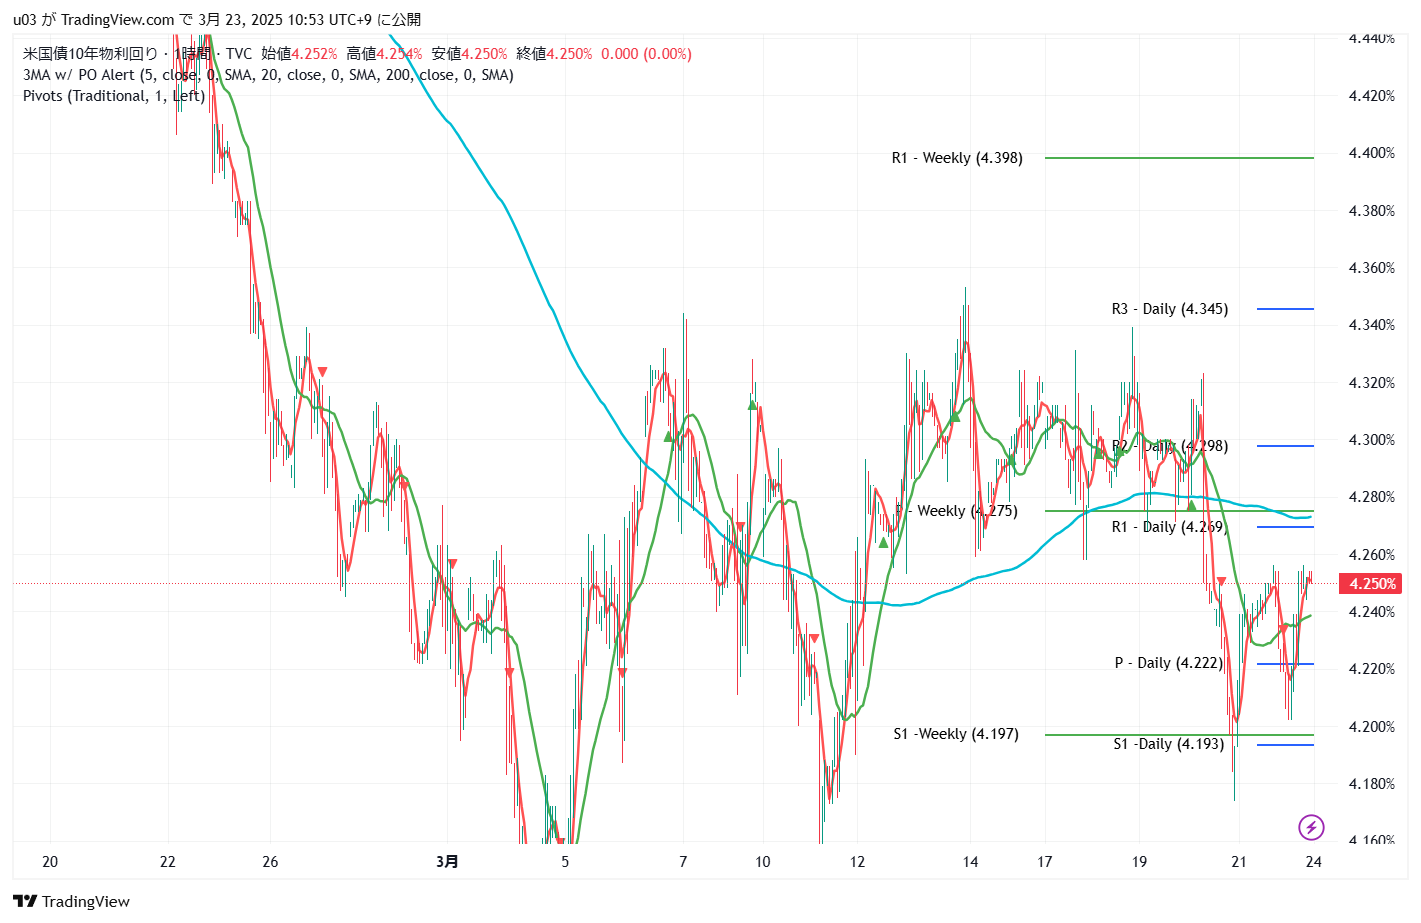 u03 が TradingView.com で 3月 23, 2025 10:53 UTC+9 に公開
米国債10年物利回り · 1時間 · TVC 始値4.252% 高値4.254% 安値4.250% 終値4.250% 0.000 (0.00%)
3MA w/ PO Alert (5, close, 0, SMA, 20, close, 0, SMA, 200, close, 0, SMA)
Pivots (Traditional, 1, Left)
4.440%
4.420%
R1 - Weekly (4.398)
4.400%
4.380%
4.360%
R3 - Daily (4.345)
4.340%
4.320%
R2 - Daily (4.298)
4.300%
4.280%
P - Weekly (4.275)
R1 - Daily (4.269)
4.260%
4.250%
4.240%
P - Daily (4.222)
4.220%
S1 -Weekly (4.197)
4.200%
S1 -Daily (4.193)
4.180%
4.160%
20 22 26 3月 5 7 10 12 14 17 19 21 24
TradingView